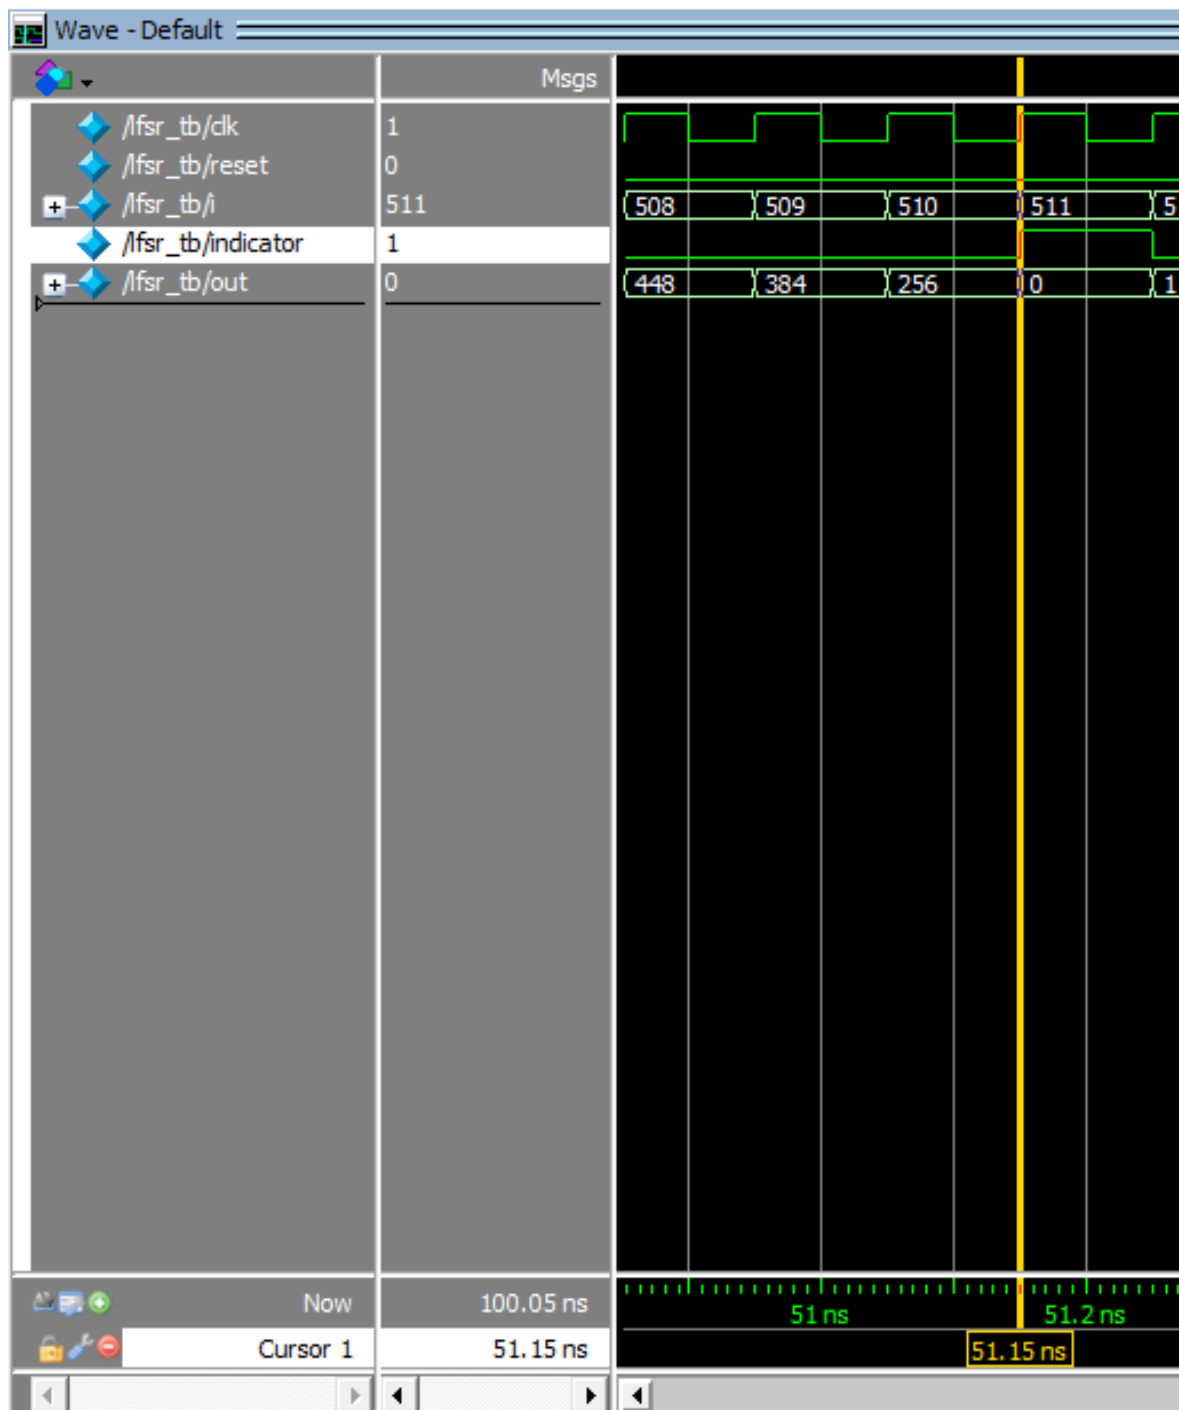 Wave - Default
Msgs
/lfsr_tb/clk 1
/lfsr_tb/reset 0
/lfsr_tb/i 511 508 509 510 511 5
/lfsr_tb/indicator 1
/lfsr_tb/out 0 448 384 256 0 1
Now 100.05 ns 51 ns 51.2 ns
Cursor 1 51.15 ns 51.15 ns